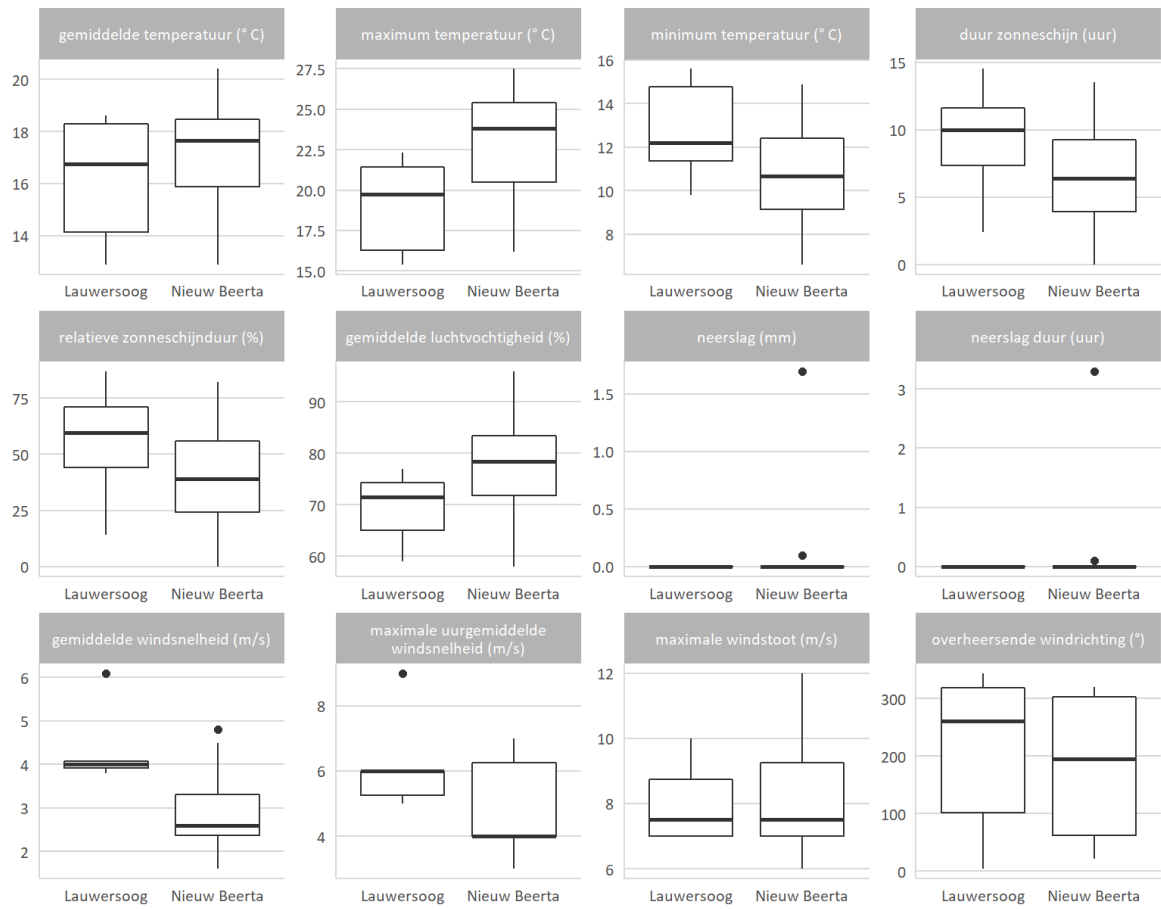 gemiddelde temperatuur (° C)
maximum temperatuur (° C)
minimum temperatuur (° C)
duur zonneschijn (uur)
20
18
16
14
27.5
25.0
22.5
20.0
17.5
15.0
16
14
12
10
8
15
10
5
0
Lauwersoog Nieuw Beerta
Lauwersoog Nieuw Beerta
Lauwersoog Nieuw Beerta
Lauwersoog Nieuw Beerta
relatieve zonneschijnduur (%)
gemiddelde luchtvochtigheid (%)
neerslag (mm)
neerslag duur (uur)
75
50
25
0
90
80
70
60
1.5
1.0
0.5
0.0
3
2
1
0
Lauwersoog Nieuw Beerta
Lauwersoog Nieuw Beerta
Lauwersoog Nieuw Beerta
Lauwersoog Nieuw Beerta
gemiddelde windsnelheid (m/s)
maximale uurgemiddelde
windsnelheid (m/s)
maximale windstoot (m/s)
overheersende windrichting (°)
6
5
4
3
2
8
6
4
12
10
8
6
300
200
100
0
Lauwersoog Nieuw Beerta
Lauwersoog Nieuw Beerta
Lauwersoog Nieuw Beerta
Lauwersoog Nieuw Beerta